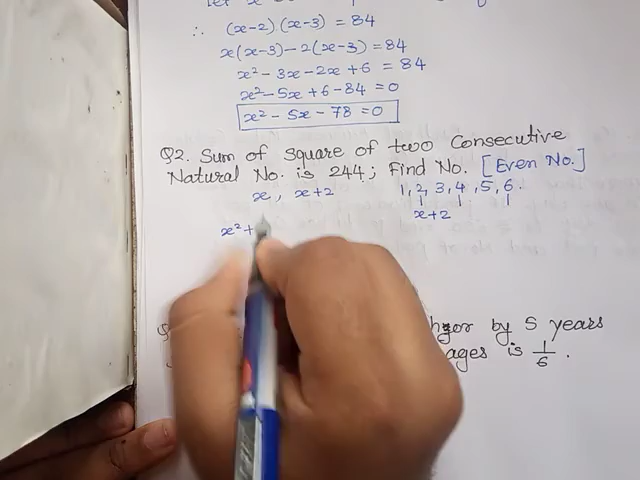 ∴ (x-2)(x-3) = 84
x(x-3) - 2(x-3) = 84
x² - 3x - 2x + 6 = 84
x² - 5x + 6 - 84 = 0
x² - 5x - 78 = 0
Q2. Sum of square of two Consecutive
Natural No. is 244; Find No. [Even No.]
x, x+2 1, 2, 3, 4, 5, 6.
x+2
x² +
by 5 years
ages is 1/6.